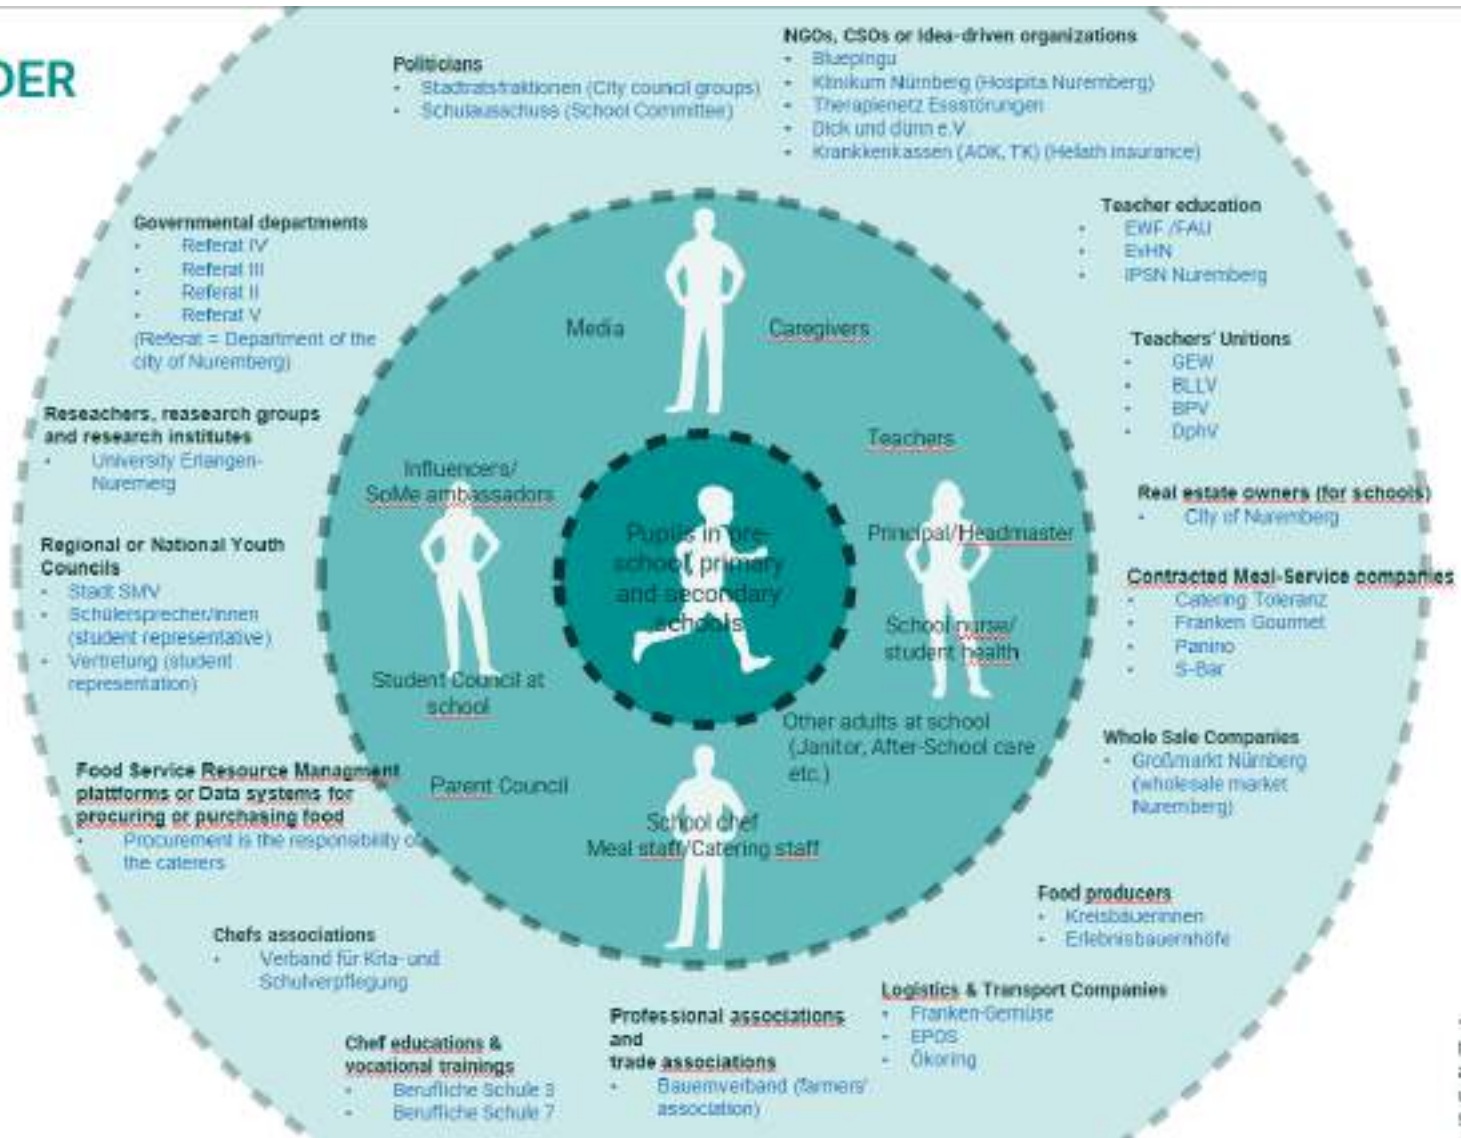 DER
Politicians
• Stadtratsfraktionen (City council groups)
• Schulausschuss (School Committee)
NGOs, CSOs or Idea-driven organizations
• Bluepingu
• Klinikum Nürnberg (Hospita Nuremberg)
• Therapienetz Essstörungen
• Dick und dünn e.V.
• Krankkenkassen (AOK, TK) (Helath insurance)
Governmental departments
• Referat IV
• Referat III
• Referat II
• Referat V
(Referat = Department of the
city of Nuremberg)
Teacher education
• EWF /FAU
• EvHN
• IPSN Nuremberg
Teachers' Unitions
• GEW
• BLLV
• BPV
• DphV
Reseachers, reasearch groups
and research institutes
• University Erlangen-
Nuremerg
Real estate owners (for schools)
• City of Nuremberg
Regional or National Youth
Councils
• Stadt SMV
• Schülersprecher/innen
(student representative)
• Vertretung (student
representation)
Contracted Meal-Service companies
• Catering Toleranz
• Franken Gourmet
• Panino
• S-Bar
Whole Sale Companies
• Großmarkt Nürnberg
(wholesale market
Nuremberg)
Food Service Resource Managment
plattforms or Data systems for
procuring or purchasing food
• Procurement is the responsibility of
the caterers
Food producers
• Kreisbäuerinnen
• Erlebnisbauernhöfe
Chefs associations
• Verband für Kita- und
Schulverpflegung
Logistics & Transport Companies
• Franken-Gemüse
• EPOS
• Ökoring
Professional associations
and
trade associations
• Bauernverband (farmers'
association)
Chef educations &
vocational trainings
• Berufliche Schule 3
• Berufliche Schule 7
Media
Caregivers
Teachers
Influencers/
SoMe ambassadors
Principal/Headmaster
School nurse/
student health
Student Council at
school
Other adults at school
(Janitor, After-School care
etc.)
Parent Council
School chef
Meal staff/Catering staff
Pupils in pre-
school, primary
and secondary
schools